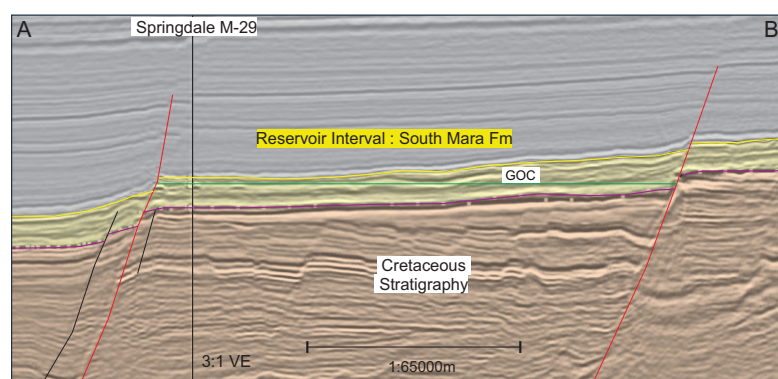 A
Springdale M-29
B
Reservoir Interval : South Mara Fm
GOC
Cretaceous
Stratigraphy
3:1 VE
1:65000m